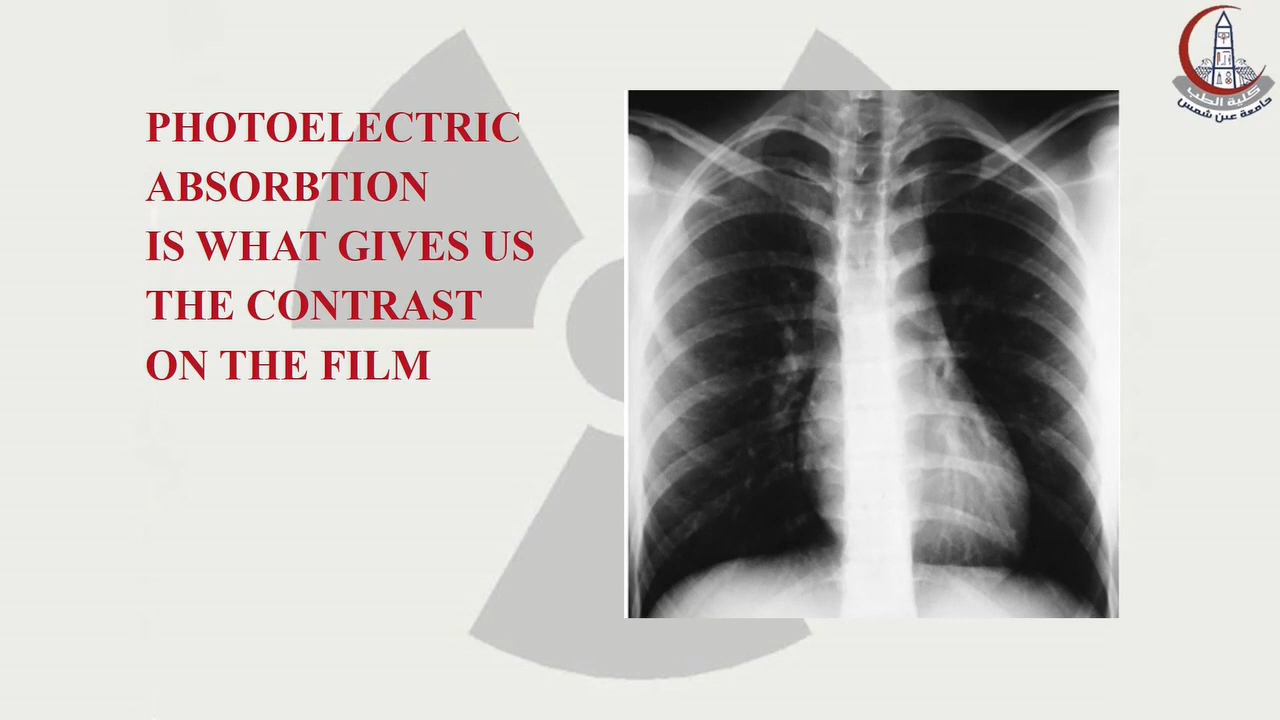 PHOTOELECTRIC
ABSORBTION
IS WHAT GIVES US
THE CONTRAST
ON THE FILM
كلية الطب
جامعة عين شمس